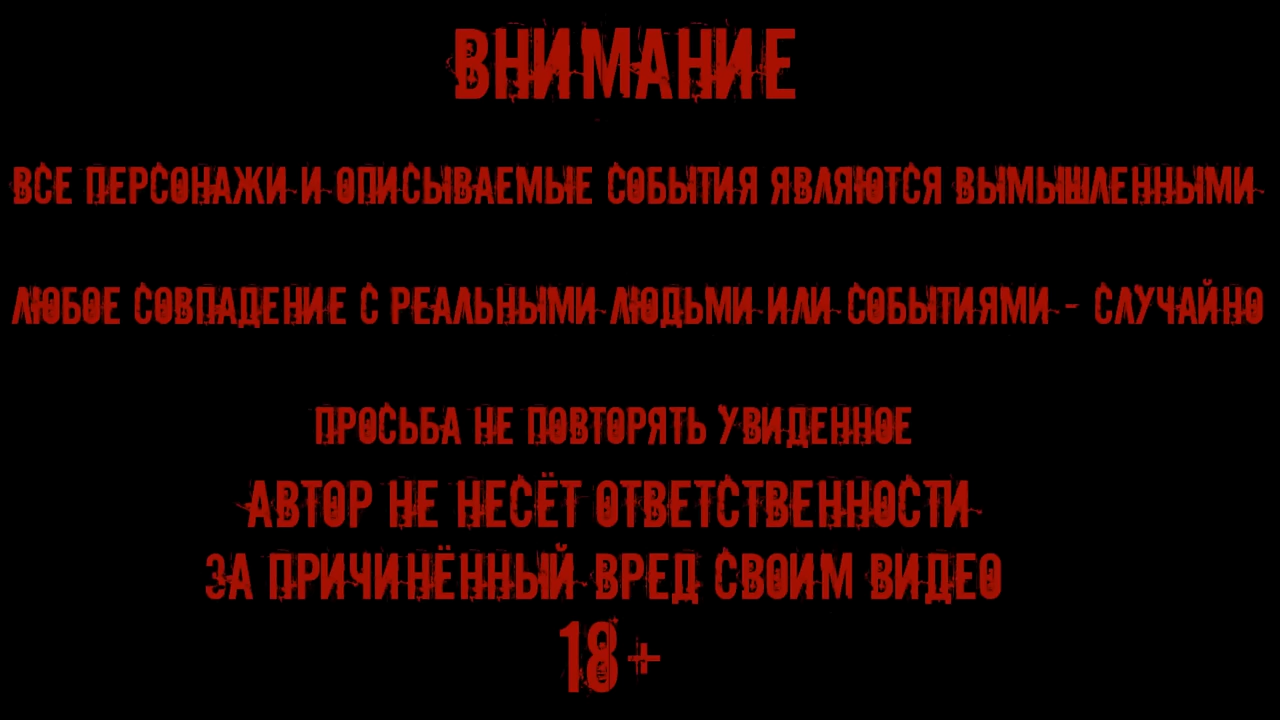 ВНИМАНИЕ
ВСЕ ПЕРСОНАЖИ И ОПИСЫВАЕМЫЕ СОБЫТИЯ ЯВЛЯЮТСЯ ВЫМЫШЛЕННЫМИ
ЛЮБОЕ СОВПАДЕНИЕ С РЕАЛЬНЫМИ ЛЮДЬМИ ИЛИ СОБЫТИЯМИ - СЛУЧАЙНО
ПРОСЬБА НЕ ПОВТОРЯТЬ УВИДЕННОЕ
АВТОР НЕ НЕСЁТ ОТВЕТСТВЕННОСТИ
ЗА ПРИЧИНЁННЫЙ ВРЕД СВОИМ ВИДЕО
18+